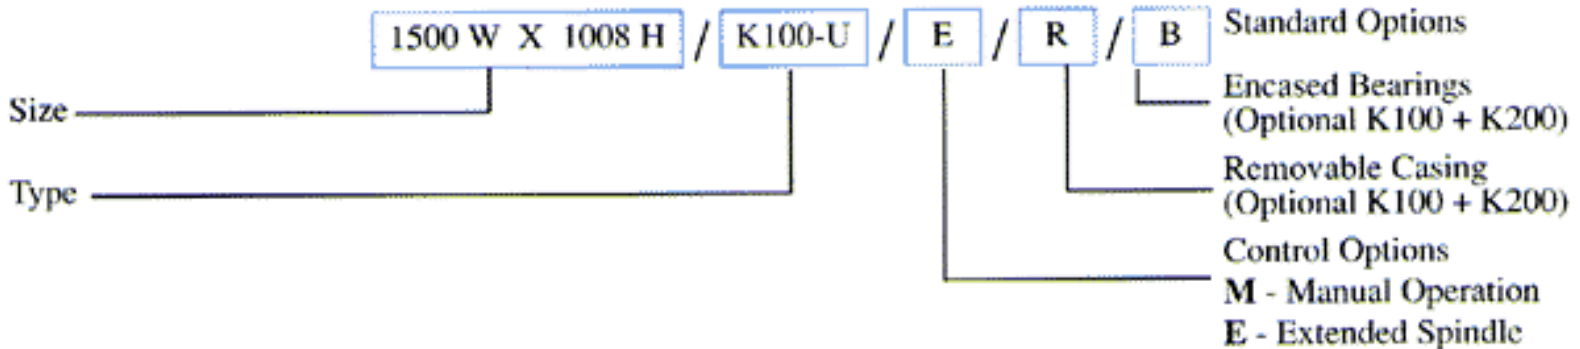 1500 W X 1008 H / K100-U / E / R / B
Standard Options
Size
Encased Bearings
(Optional K100 + K200)
Type
Removable Casing
(Optional K100 + K200)
Control Options
M - Manual Operation
E - Extended Spindle